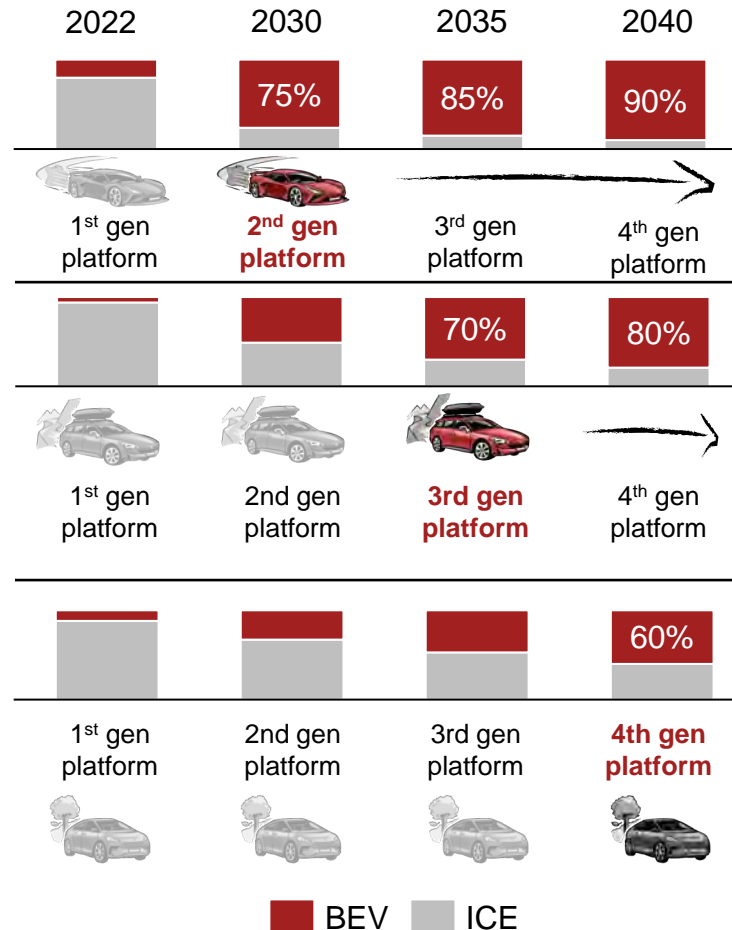 2022 2030 2035 2040
75% 85% 90%
1st gen 2nd gen 3rd gen 4th gen
platform platform platform platform
70% 80%
1st gen 2nd gen 3rd gen 4th gen
platform platform platform platform
60%
1st gen 2nd gen 3rd gen 4th gen
platform platform platform platform
BEV ICE